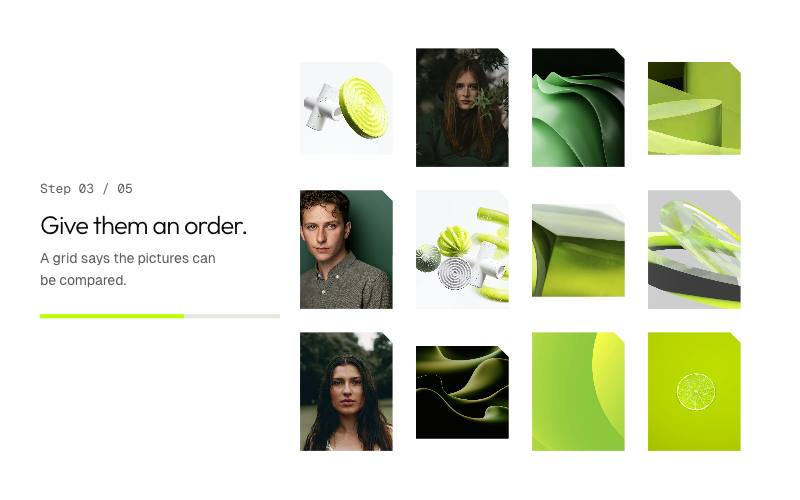 Step 03 / 05
Give them an order.
A grid says the pictures can
be compared.